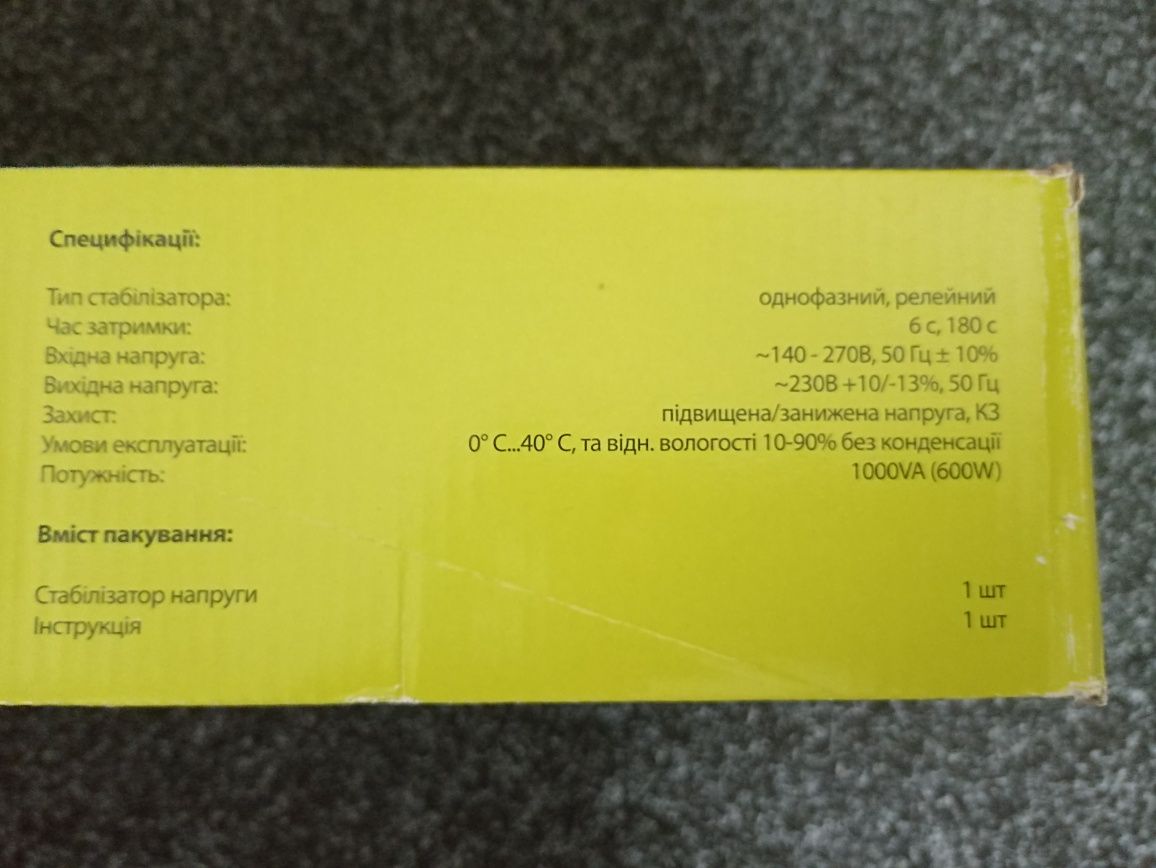 Специфікації:
Тип стабілізатора: однофазний, релейний
Час затримки: 6 с, 180 с
Вхідна напруга: ~140 - 270В, 50 Гц ± 10%
Вихідна напруга: ~230В +10/-13%, 50 Гц
Захист: підвищена/занижена напруга, КЗ
Умови експлуатації: 0° С...40° С, та відн. вологості 10-90% без конденсації
Потужність: 1000VA (600W)
Вміст пакування:
Стабілізатор напруги 1 шт
Інструкція 1 шт